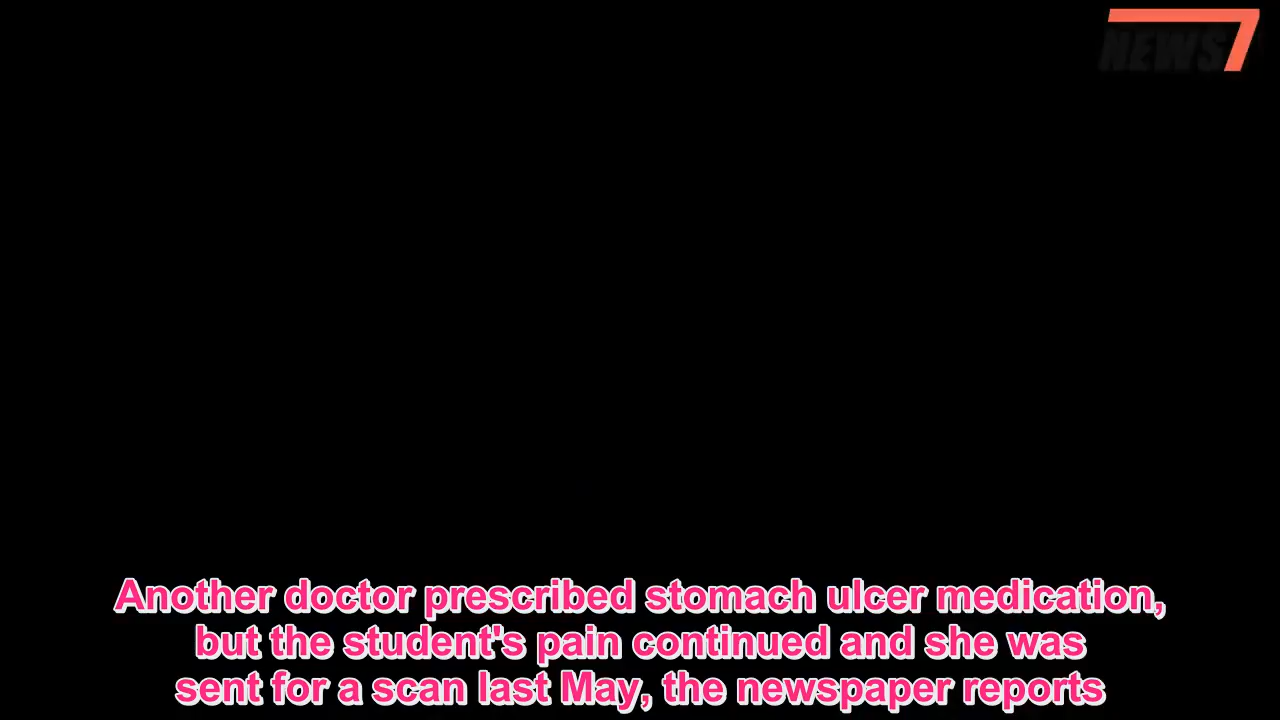 NEWS7
Another doctor prescribed stomach ulcer medication,
but the student's pain continued and she was
sent for a scan last May, the newspaper reports